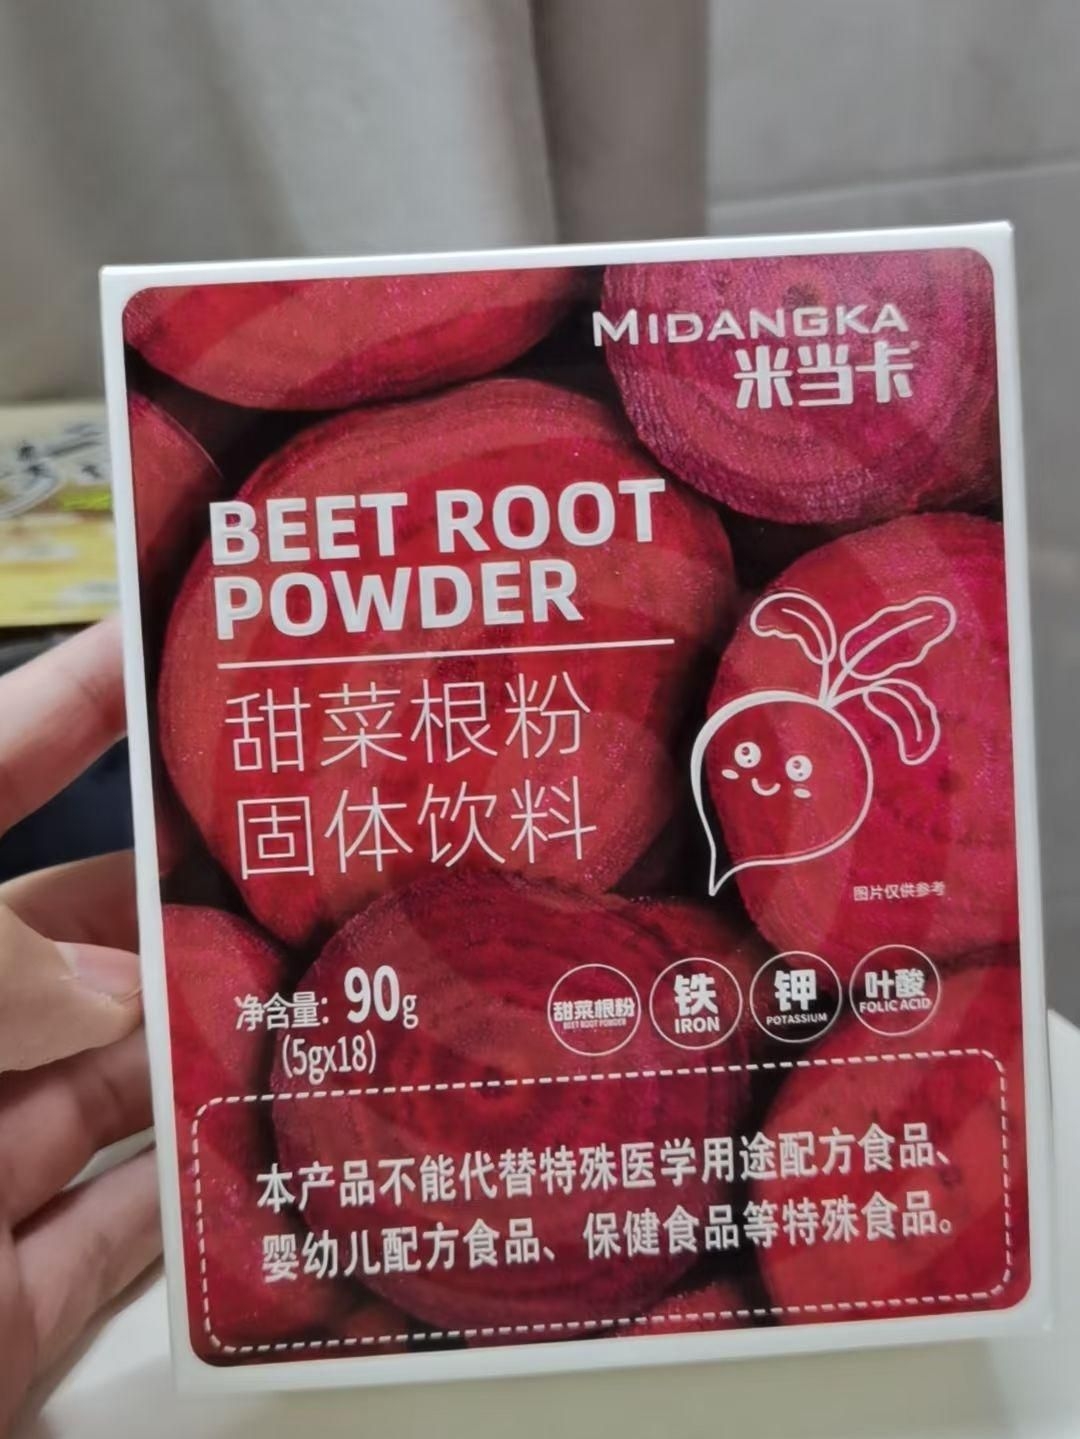 MIDANGKA
米当卡
BEET ROOT
POWDER
甜菜根粉
固体饮料
图片仅供参考
净含量: 90g
(5gx18)
甜菜根粉
BEET ROOT POWDER
铁
IRON
钾
POTASSIUM
叶酸
FOLIC ACID
本产品不能代替特殊医学用途配方食品、
婴幼儿配方食品、保健食品等特殊食品。